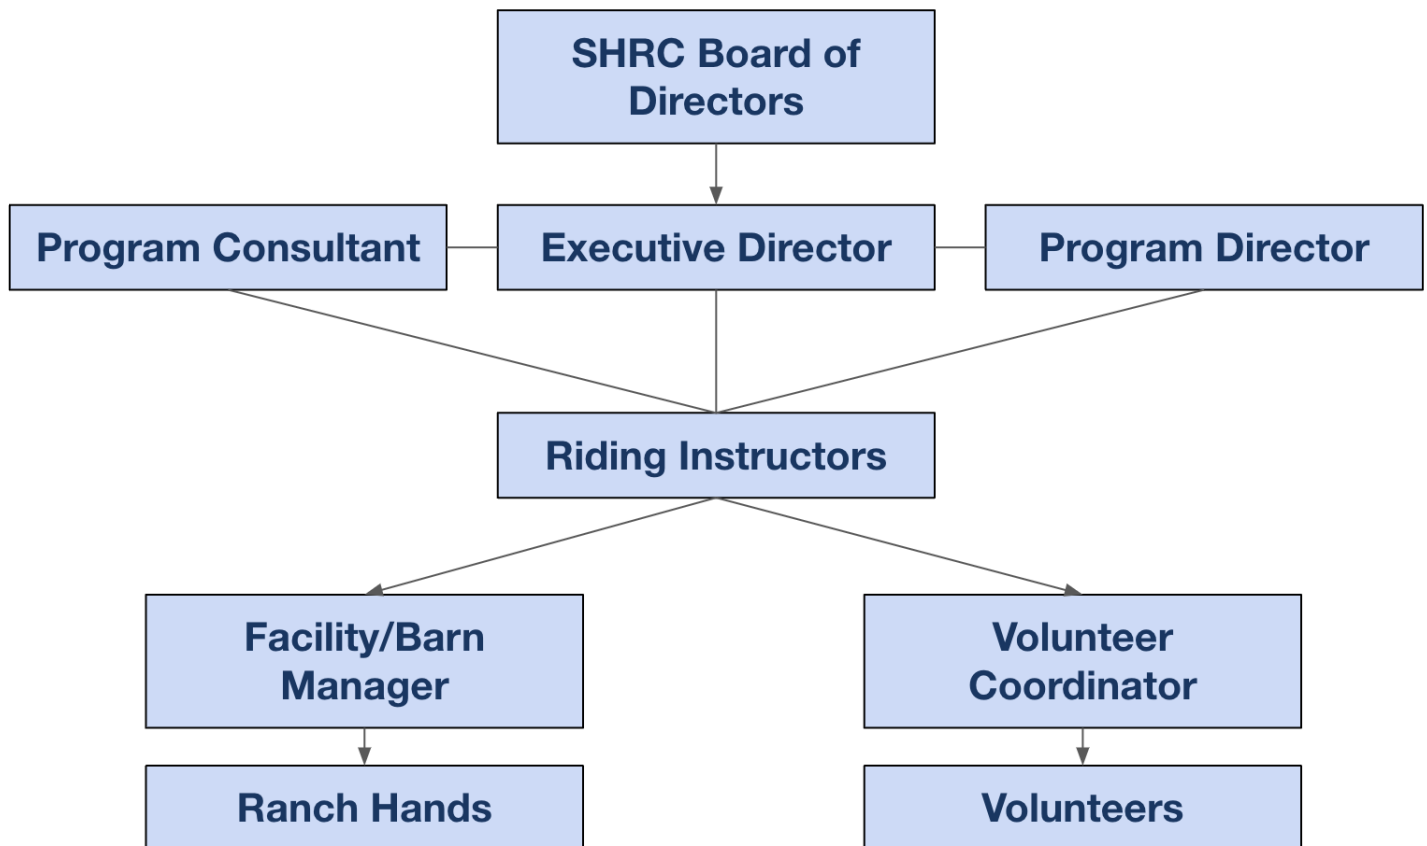 SHRC Board of
Directors
Program Consultant
Executive Director
Program Director
Riding Instructors
Facility/Barn
Manager
Volunteer
Coordinator
Ranch Hands
Volunteers